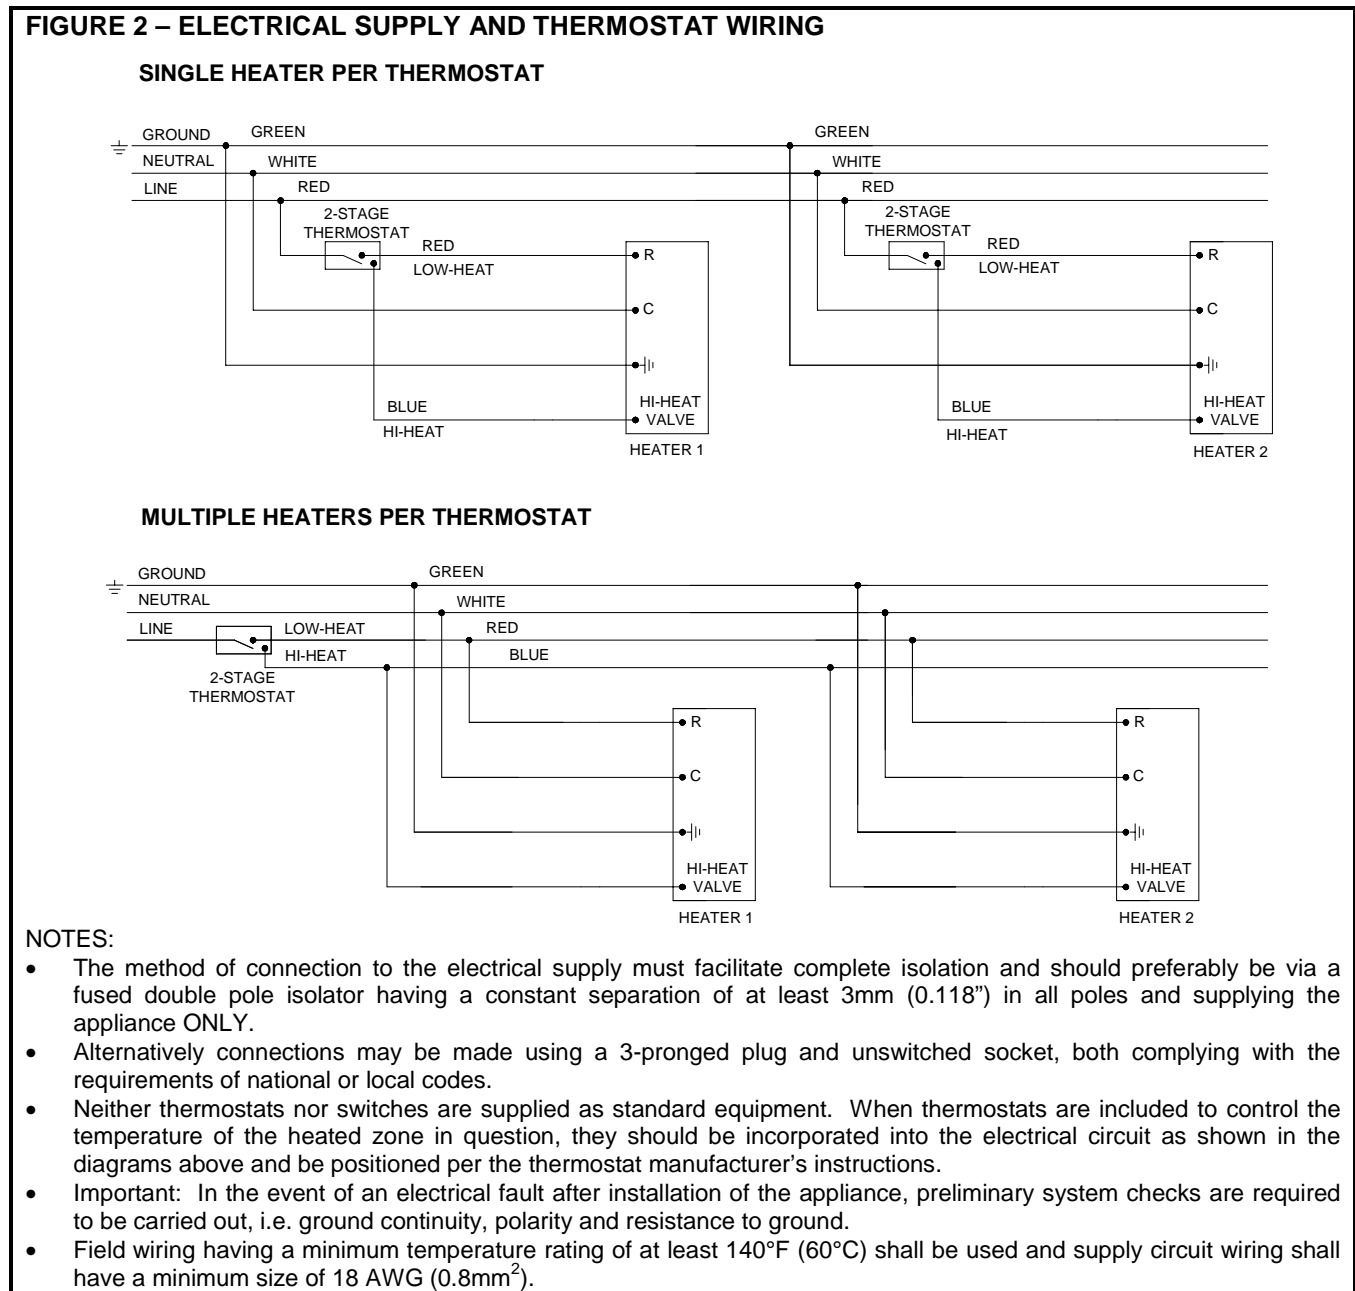 FIGURE 2 – ELECTRICAL SUPPLY AND THERMOSTAT WIRING
SINGLE HEATER PER THERMOSTAT
GROUND GREEN GREEN
NEUTRAL WHITE WHITE
LINE RED RED
2-STAGE 2-STAGE
THERMOSTAT THERMOSTAT
RED RED
R R
LOW-HEAT LOW-HEAT
C C
HI-HEAT HI-HEAT
BLUE VALVE BLUE VALVE
HI-HEAT HI-HEAT
HEATER 1 HEATER 2
MULTIPLE HEATERS PER THERMOSTAT
GROUND GREEN
NEUTRAL WHITE
LINE LOW-HEAT RED
HI-HEAT BLUE
2-STAGE
THERMOSTAT
R R
C C
HI-HEAT HI-HEAT
VALVE VALVE
HEATER 1 HEATER 2
NOTES:
• The method of connection to the electrical supply must facilitate complete isolation and should preferably be via a
fused double pole isolator having a constant separation of at least 3mm (0.118”) in all poles and supplying the
appliance ONLY.
• Alternatively connections may be made using a 3-pronged plug and unswitched socket, both complying with the
requirements of national or local codes.
• Neither thermostats nor switches are supplied as standard equipment. When thermostats are included to control the
temperature of the heated zone in question, they should be incorporated into the electrical circuit as shown in the
diagrams above and be positioned per the thermostat manufacturer’s instructions.
• Important: In the event of an electrical fault after installation of the appliance, preliminary system checks are required
to be carried out, i.e. ground continuity, polarity and resistance to ground.
• Field wiring having a minimum temperature rating of at least 140°F (60°C) shall be used and supply circuit wiring shall
have a minimum size of 18 AWG (0.8mm²).